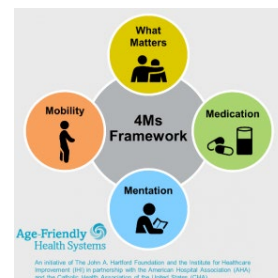 What
Matters
Mobility
4Ms
Framework
Medication
Mentation
Age-Friendly
Health Systems
An initiative of The John A. Hartford Foundation and the Institute for Healthcare
Improvement (IHI) in partnership with the American Hospital Association (AHA)
and the Catholic Health Association of the United States (CHA)